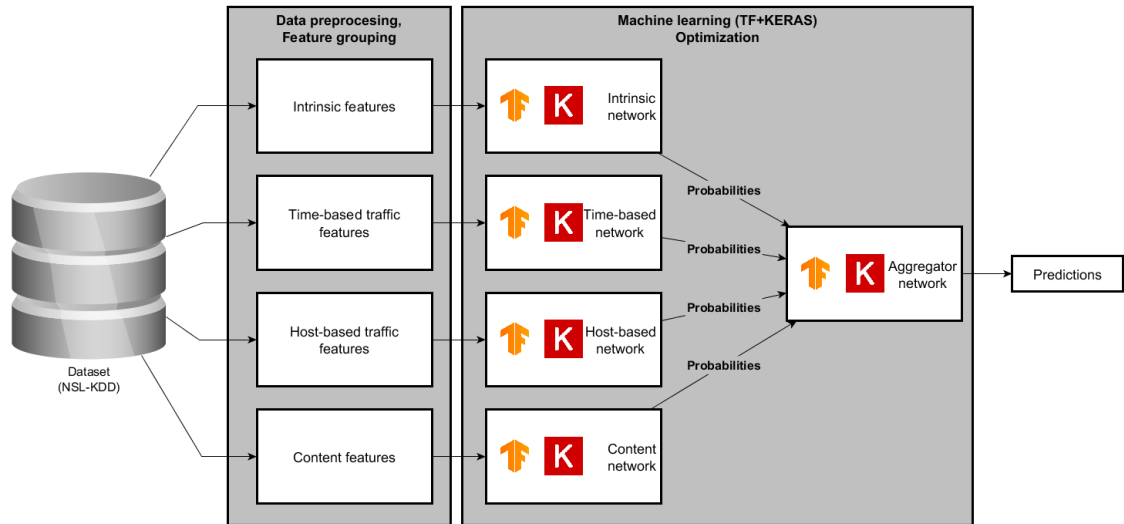 Data preprocesing,
Feature grouping
Machine learning (TF+KERAS)
Optimization
Intrinsic features
K
Intrinsic
network
Probabilities
Time-based traffic
features
K
Time-based
network
Probabilities
K
Aggregator
network
Predictions
Probabilities
Host-based traffic
features
K
Host-based
network
Probabilities
Dataset
(NSL-KDD)
Content features
K
Content
network